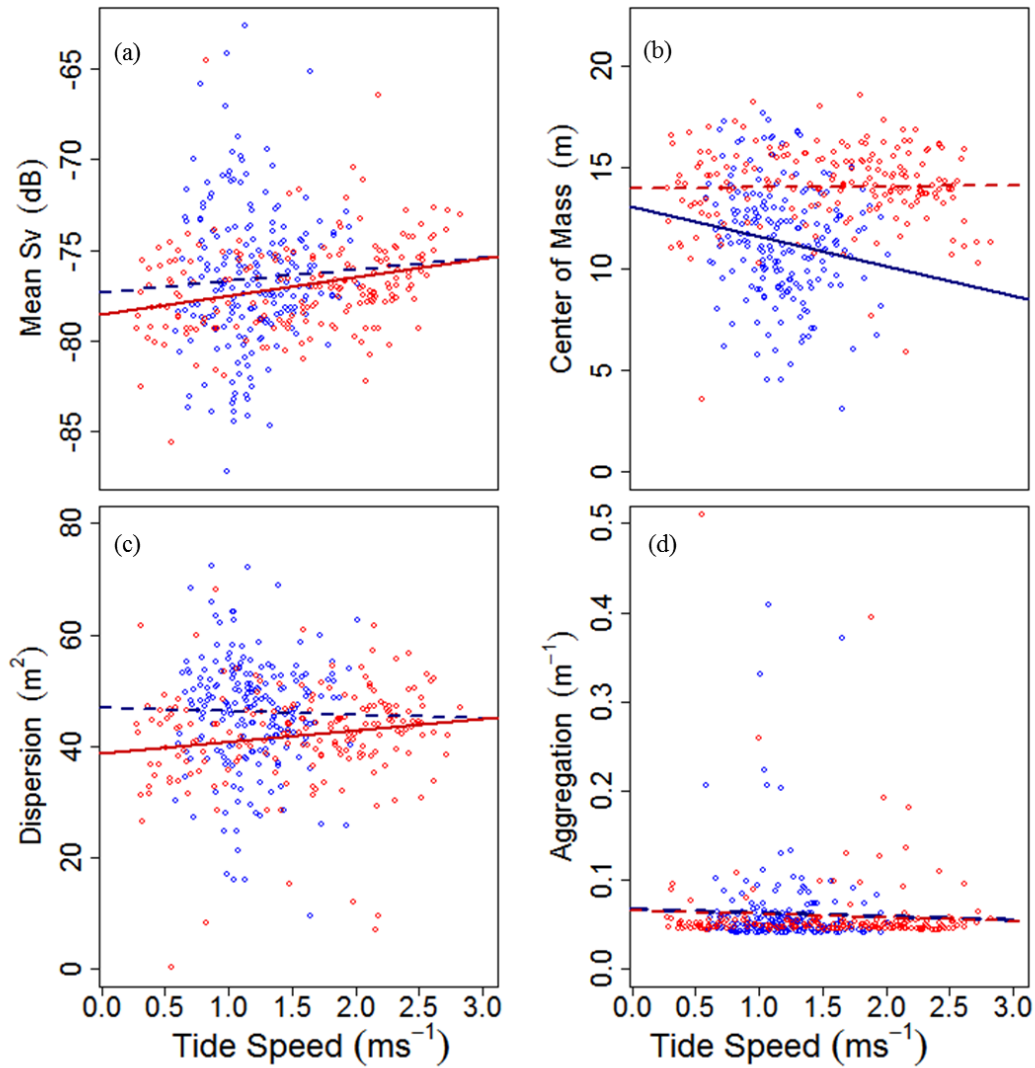 (a)
Mean Sv (dB)
-65
-70
-75
-80
-85
(b)
Center of Mass (m)
20
15
10
5
0
(c)
Dispersion (m²)
80
60
40
20
0
0.0 0.5 1.0 1.5 2.0 2.5 3.0
Tide Speed (ms⁻¹)
(d)
Aggregation (m⁻¹)
0.5
0.4
0.3
0.2
0.1
0.0
0.0 0.5 1.0 1.5 2.0 2.5 3.0
Tide Speed (ms⁻¹)